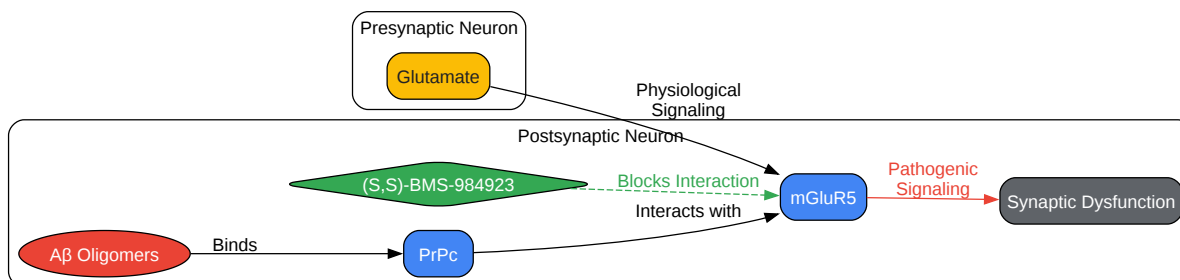 Presynaptic Neuron
Glutamate
Physiological
Signaling
Postsynaptic Neuron
(S,S)-BMS-984923
Blocks Interaction
Pathogenic
Signaling
mGluR5
Synaptic Dysfunction
Interacts with
Aβ Oligomers
Binds
PrPc